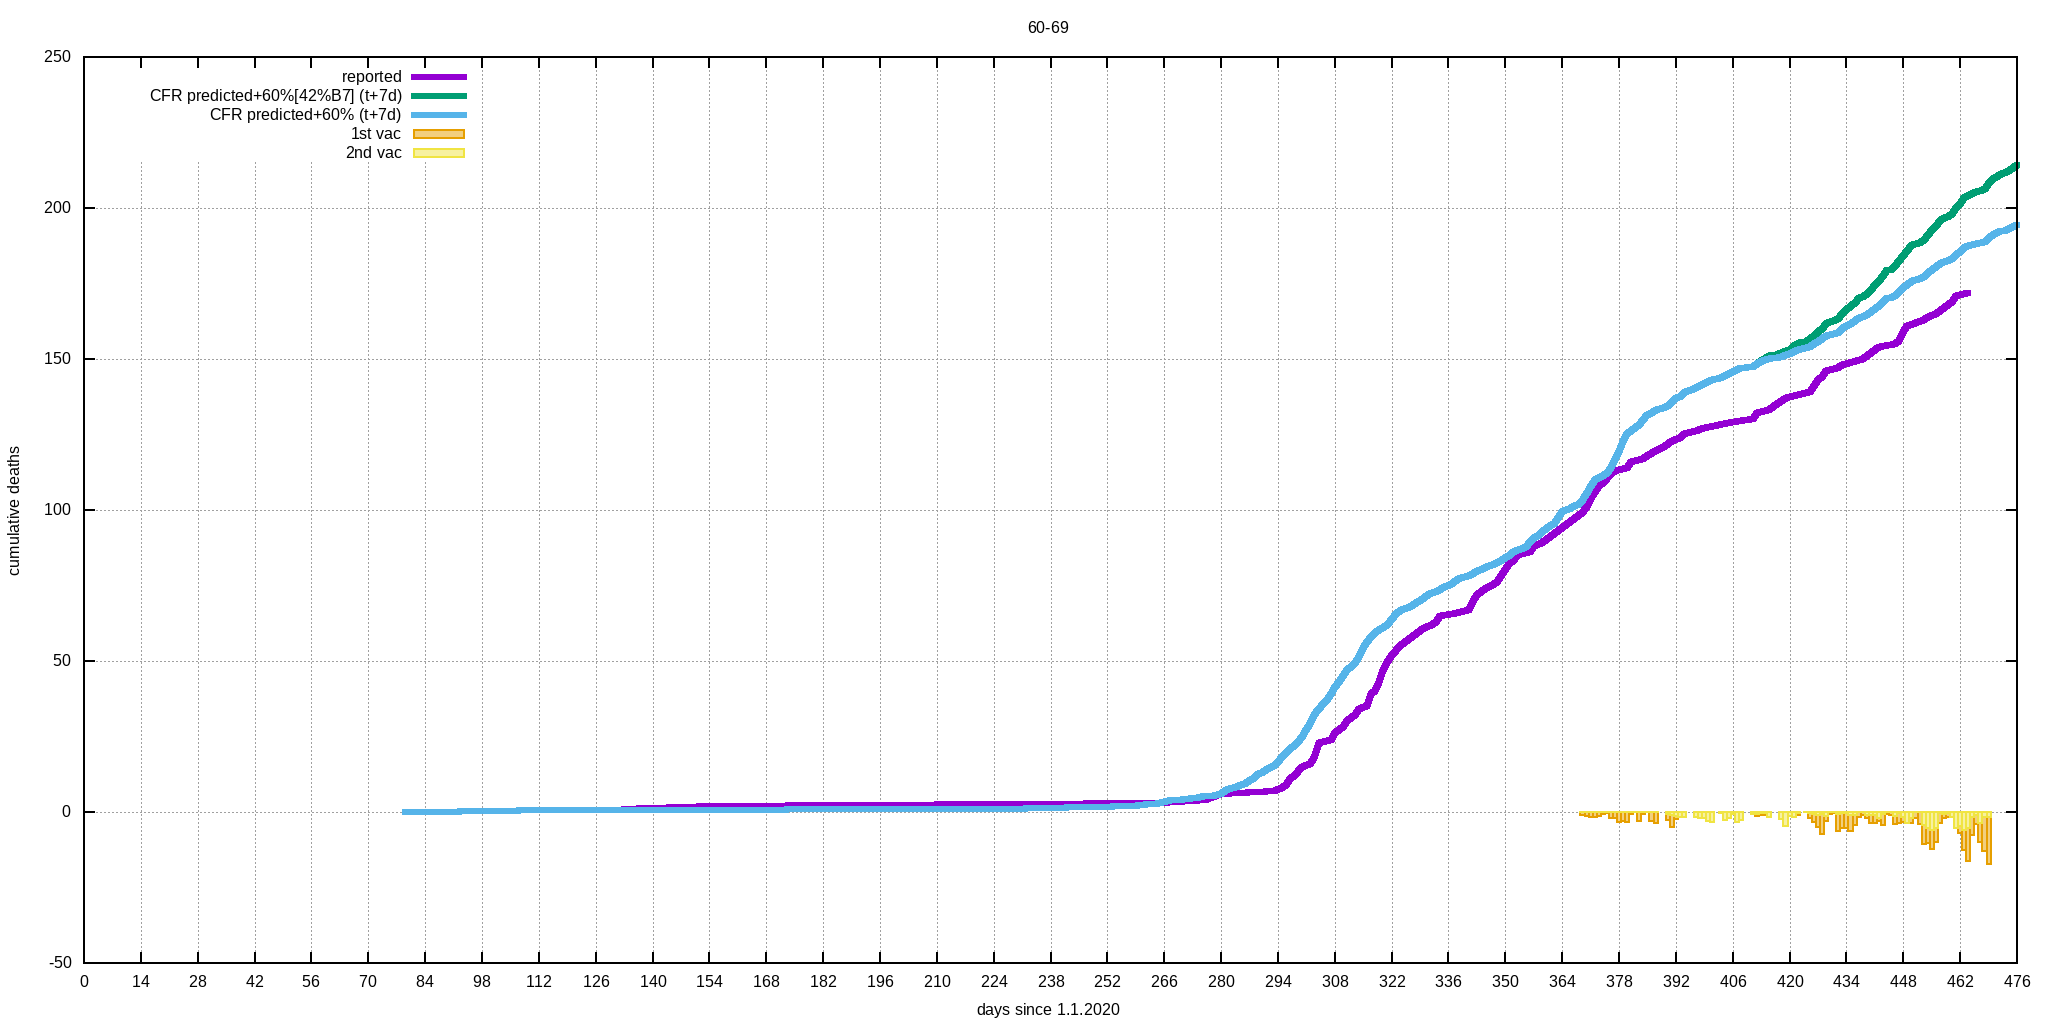 60-69
250
reported
CFR predicted+60%[42%B7] (t+7d)
CFR predicted+60% (t+7d)
1st vac
2nd vac
200
150
100
50
0
-50
cumulative deaths
0 14 28 42 56 70 84 98 112 126 140 154 168 182 196 210 224 238 252 266 280 294 308 322 336 350 364 378 392 406 420 434 448 462 476
days since 1.1.2020